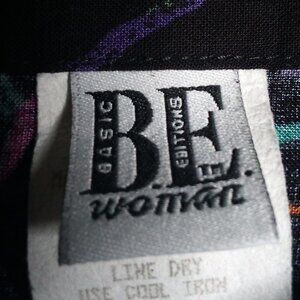 BASIC EDITIONS
B.E.
woman
LINE DRY
USE COOL IRON